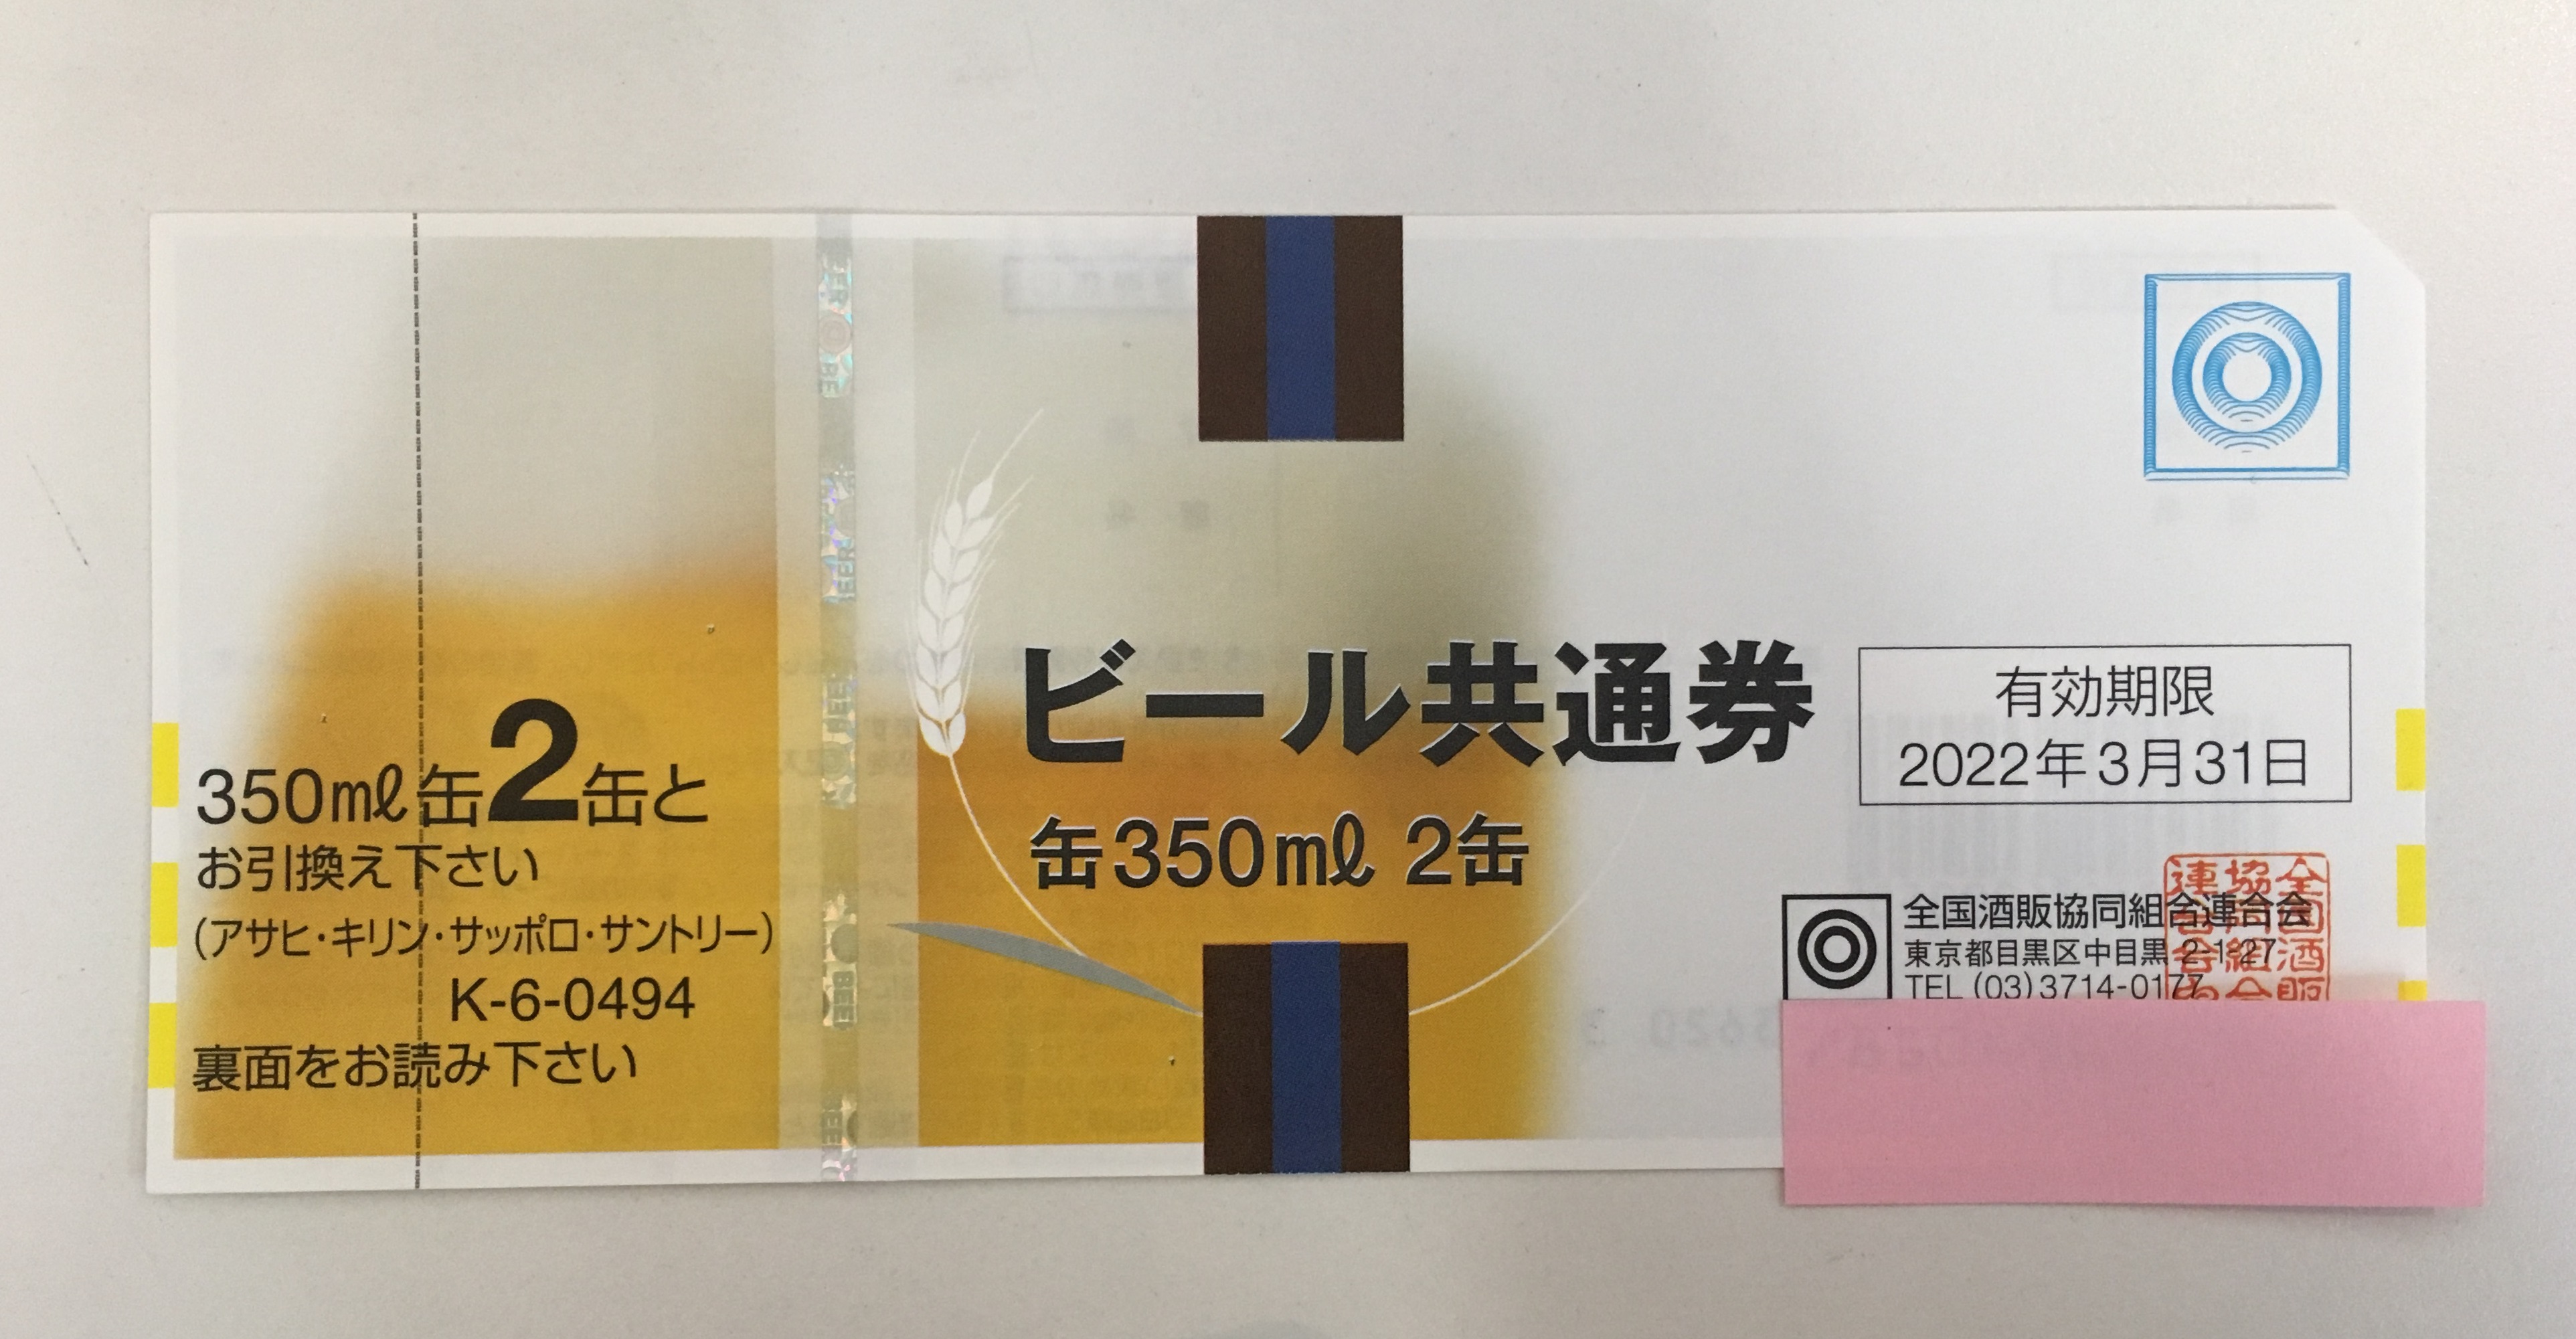 350mℓ缶2缶と
お引換え下さい
(アサヒ・キリン・サッポロ・サントリー)
K-6-0494
裏面をお読み下さい
ビール共通券
缶350mℓ 2缶
有効期限
2022年3月31日
全国酒販協同組合連合会
東京都目黒区中目黒2-1-27
TEL (03)3714-0177